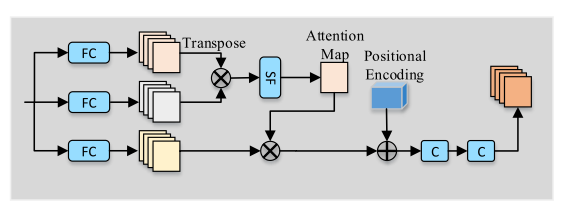 FC
Transpose
Attention
Map
Positional
Encoding
FC
SF
FC
C
C